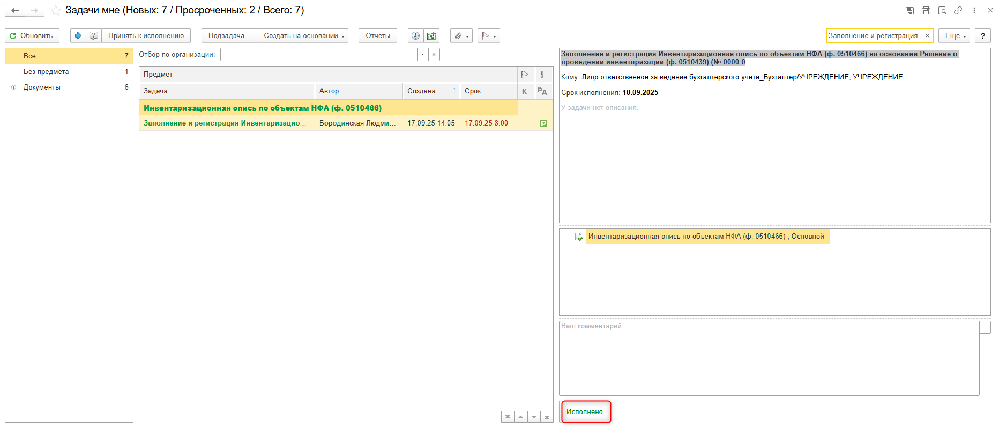 Задачи мне (Новых: 7 / Просроченных: 2 / Всего: 7)
Обновить
Принять к исполнению
Подзадача...
Создать на основании
Отчеты
Заполнение и регистрация
×
Еще
?
Все 7
Без предмета 1
Документы 6
Отбор по организации:
Предмет
Задача Автор Создана ↑ Срок К Рд
Инвентаризационная опись по объектам НФА (ф. 0510466)
Заполнение и регистрация Инвентаризацио... Бородинская Людми... 17.09.25 14:05 17.09.25 8:00 Р
Заполнение и регистрация Инвентаризационная опись по объектам НФА (ф. 0510466) на основании Решение о
проведении инвентаризации (ф. 0510439) (№ 0000-0
Кому: Лицо ответственное за ведение бухгалтерского учета_Бухгалтер/УЧРЕЖДЕНИЕ, УЧРЕЖДЕНИЕ
Срок исполнения: 18.09.2025
У задачи нет описания.
Инвентаризационная опись по объектам НФА (ф. 0510466) , Основной
Ваш комментарий
...
Исполнено